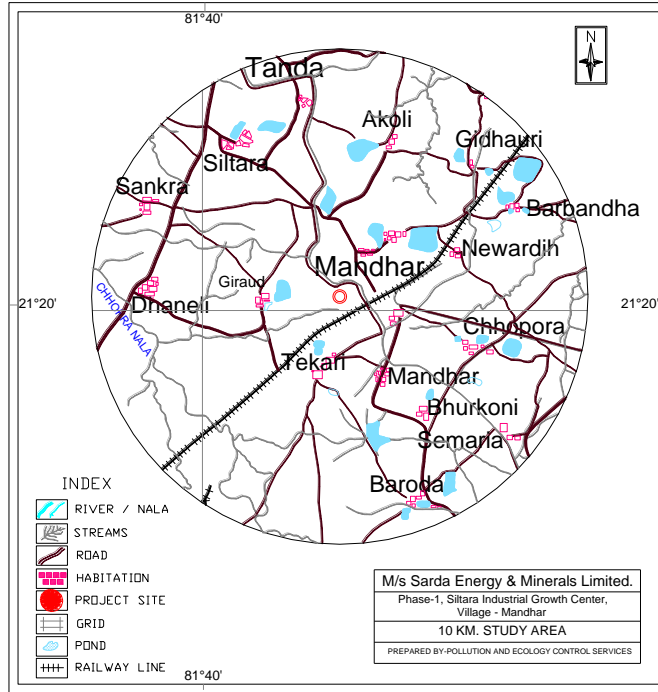 81°40'
N
Tanda
Akoli
Gidhauri
Siltara
Sankra
Barbandha
Newardih
Mandhar
Giraud
Dhaneli
21°20'
21°20'
CHHOKRA NALA
Chhopora
Tekari
Mandhar
Bhurkoni
Semaria
Baroda
INDEX
RIVER / NALA
STREAMS
ROAD
HABITATION
PROJECT SITE
GRID
POND
RAILWAY LINE
M/s Sarda Energy & Minerals Limited.
Phase-1, Siltara Industrial Growth Center,
Village - Mandhar
10 KM. STUDY AREA
PREPARED BY-POLLUTION AND ECOLOGY CONTROL SERVICES
81°40'